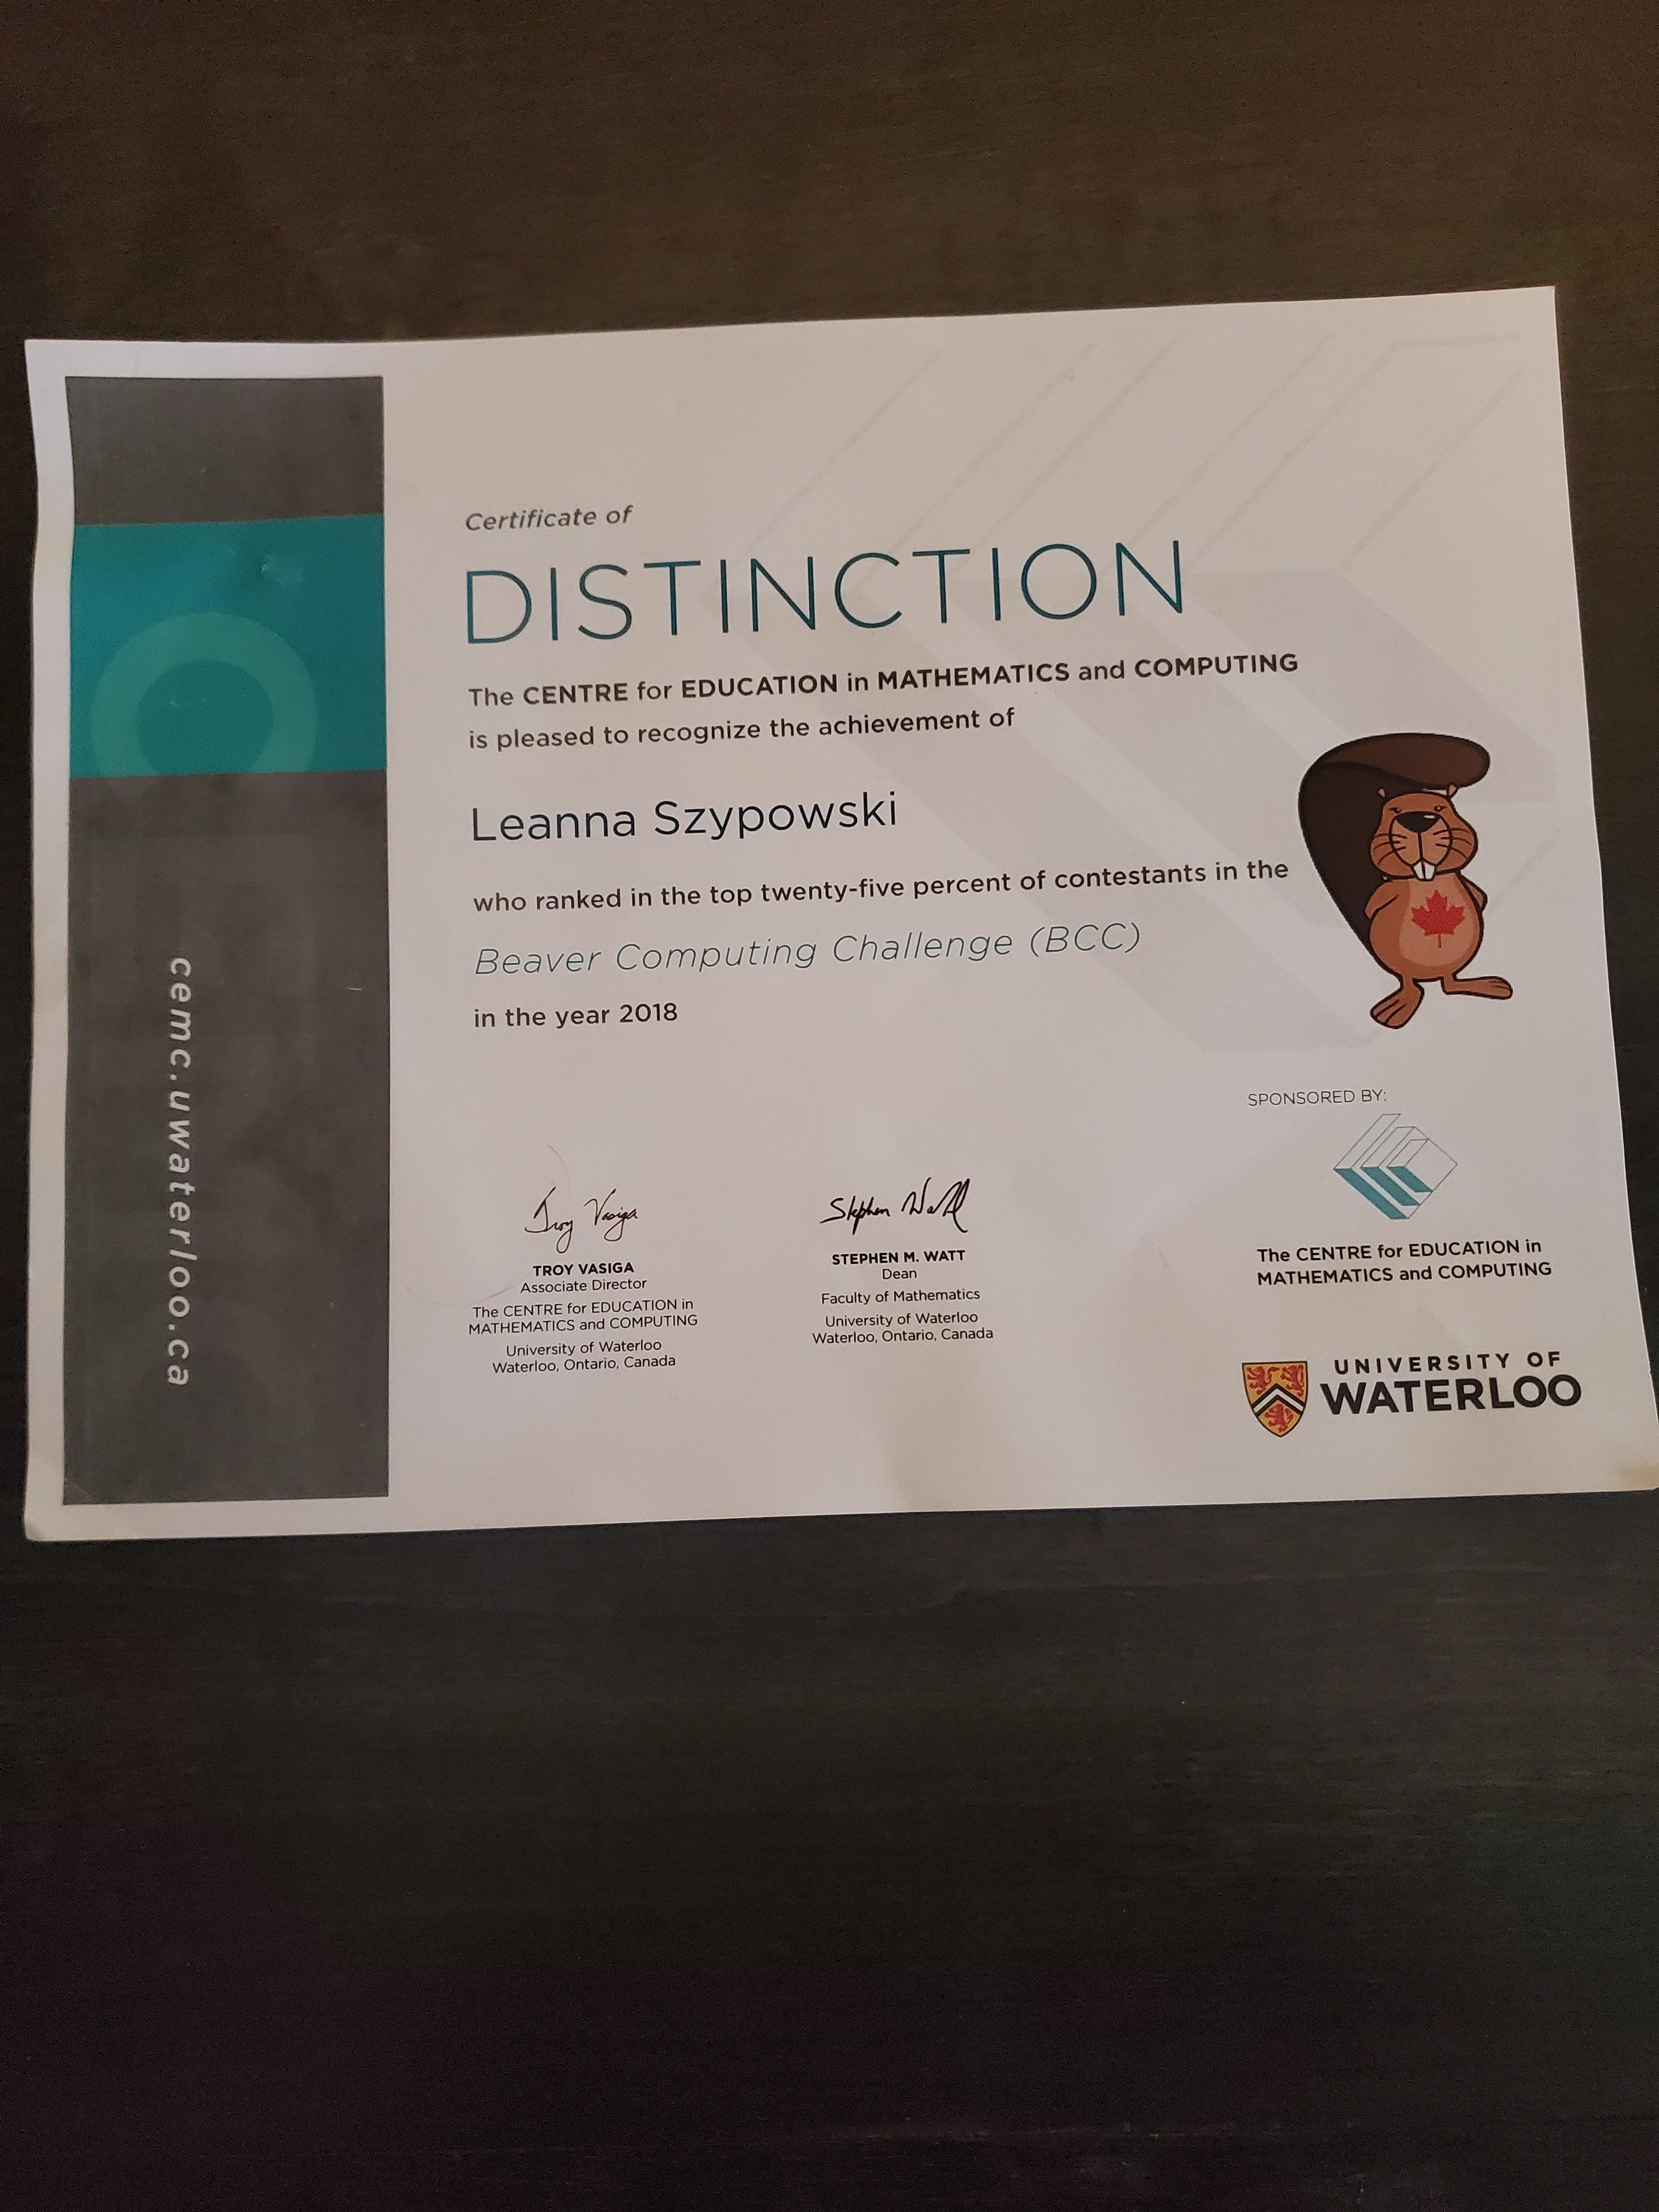 Certificate of
DISTINCTION
The CENTRE for EDUCATION in MATHEMATICS and COMPUTING
is pleased to recognize the achievement of
Leanna Szypowski
who ranked in the top twenty-five percent of contestants in the
Beaver Computing Challenge (BCC)
in the year 2018
cemc.uwaterloo.ca
Troy Vasiga
TROY VASIGA
Associate Director
The CENTRE for EDUCATION in
MATHEMATICS and COMPUTING
University of Waterloo
Waterloo, Ontario, Canada
Stephen Watt
STEPHEN M. WATT
Dean
Faculty of Mathematics
University of Waterloo
Waterloo, Ontario, Canada
SPONSORED BY:
The CENTRE for EDUCATION in
MATHEMATICS and COMPUTING
UNIVERSITY OF
WATERLOO